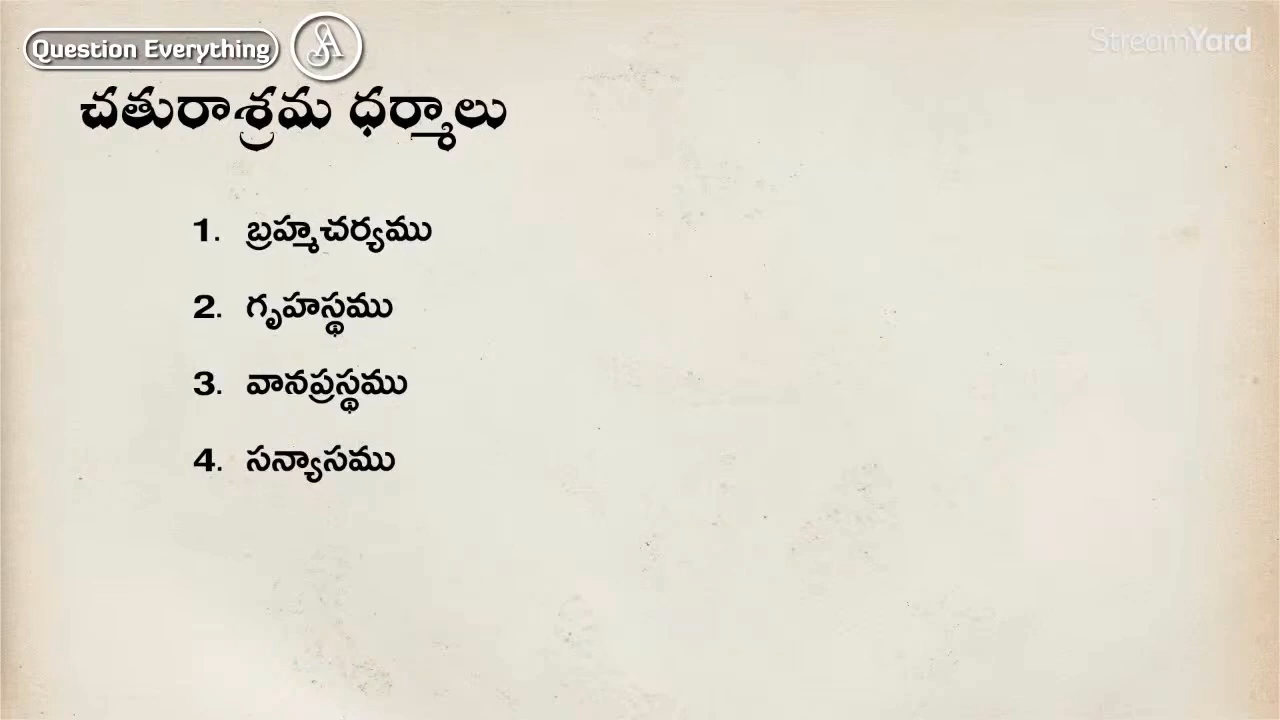 Question Everything
StreamYard
చతురాశ్రమ ధర్మాలు
1. బ్రహ్మచర్యము
2. గృహస్థము
3. వానప్రస్థము
4. సన్యాసము